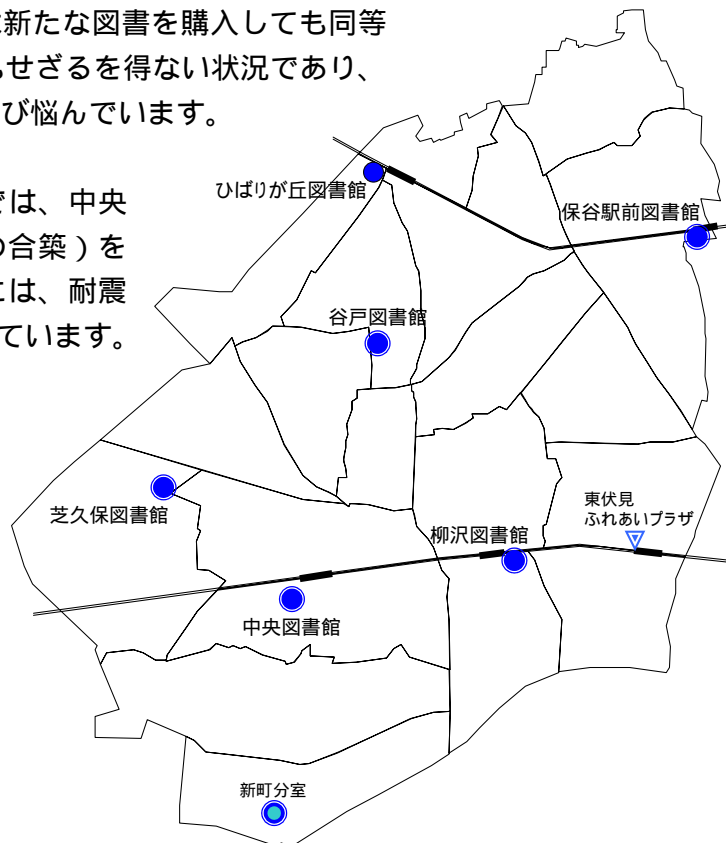 新たな図書を購入しても同等
せざるを得ない状況であり、
び悩んでいます。
では、中央
の合築）を
には、耐震
ています。
ひばりが丘図書館
保谷駅前図書館
谷戸図書館
芝久保図書館
東伏見
ふれあいプラザ
柳沢図書館
中央図書館
新町分室